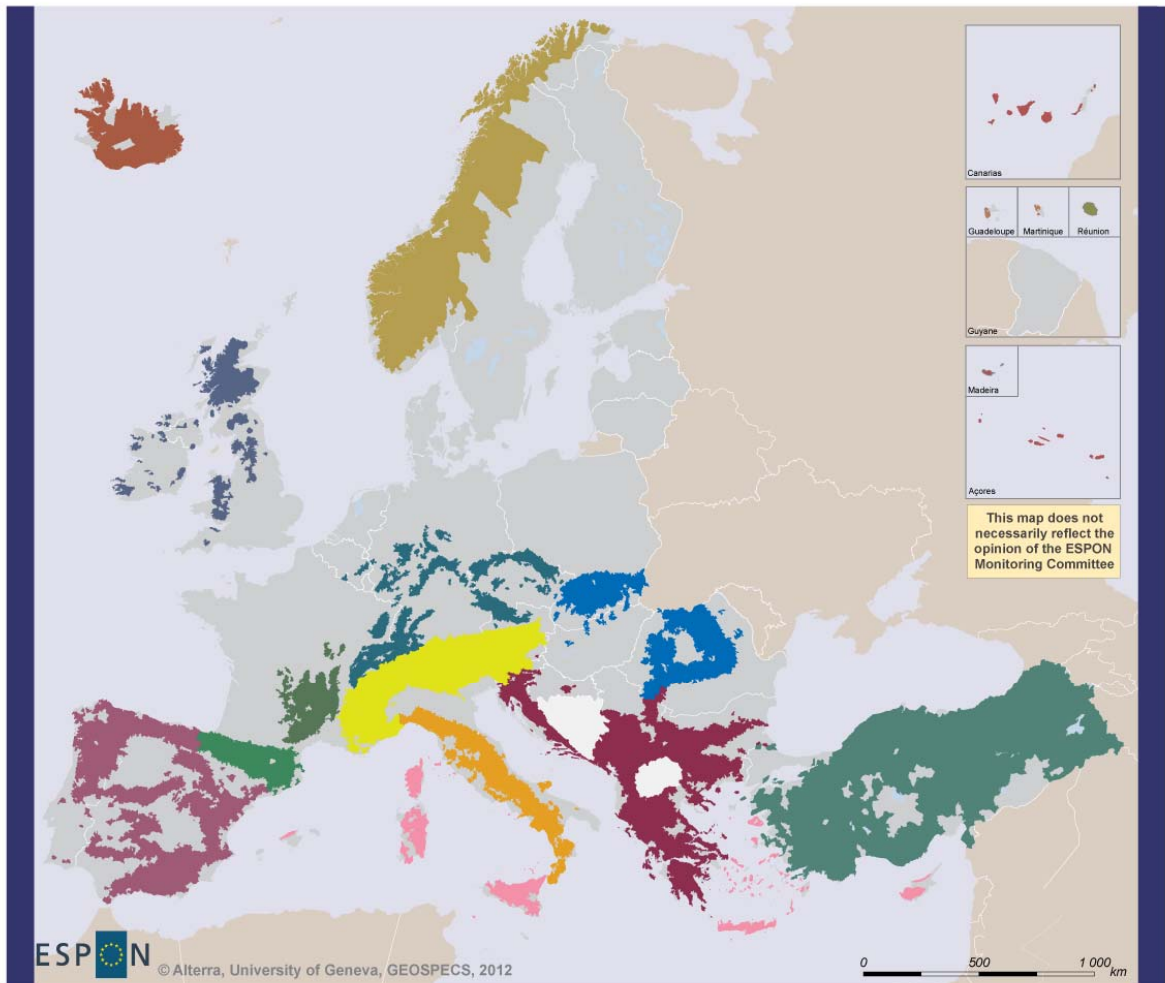 Canarias
Guadeloupe
Martinique
Réunion
Guyane
Madeira
Açores
This map does not
necessarily reflect the
opinion of the ESPON
Monitoring Committee
ESPON
© Alterra, University of Geneva, GEOSPECS, 2012
0 500 1 000
km